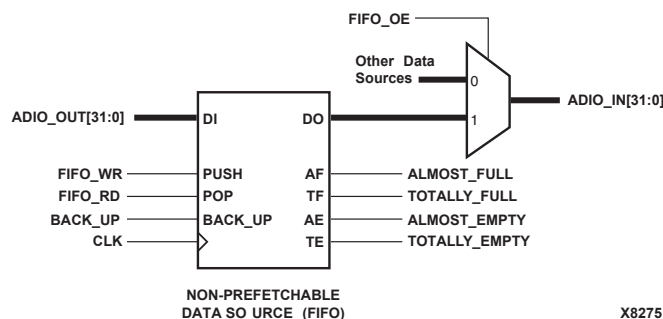 FIFO_OE
Other Data
Sources
0
ADIO_IN[31:0]
ADIO_OUT[31:0]
DI
DO
1
FIFO_WR
PUSH
AF
ALMOST_FULL
FIFO_RD
POP
TF
TOTALLY_FULL
BACK_UP
BACK_UP
AE
ALMOST_EMPTY
CLK
TE
TOTALLY_EMPTY
NON-PREFETCHABLE
DATA SO URCE (FIFO)
X8275